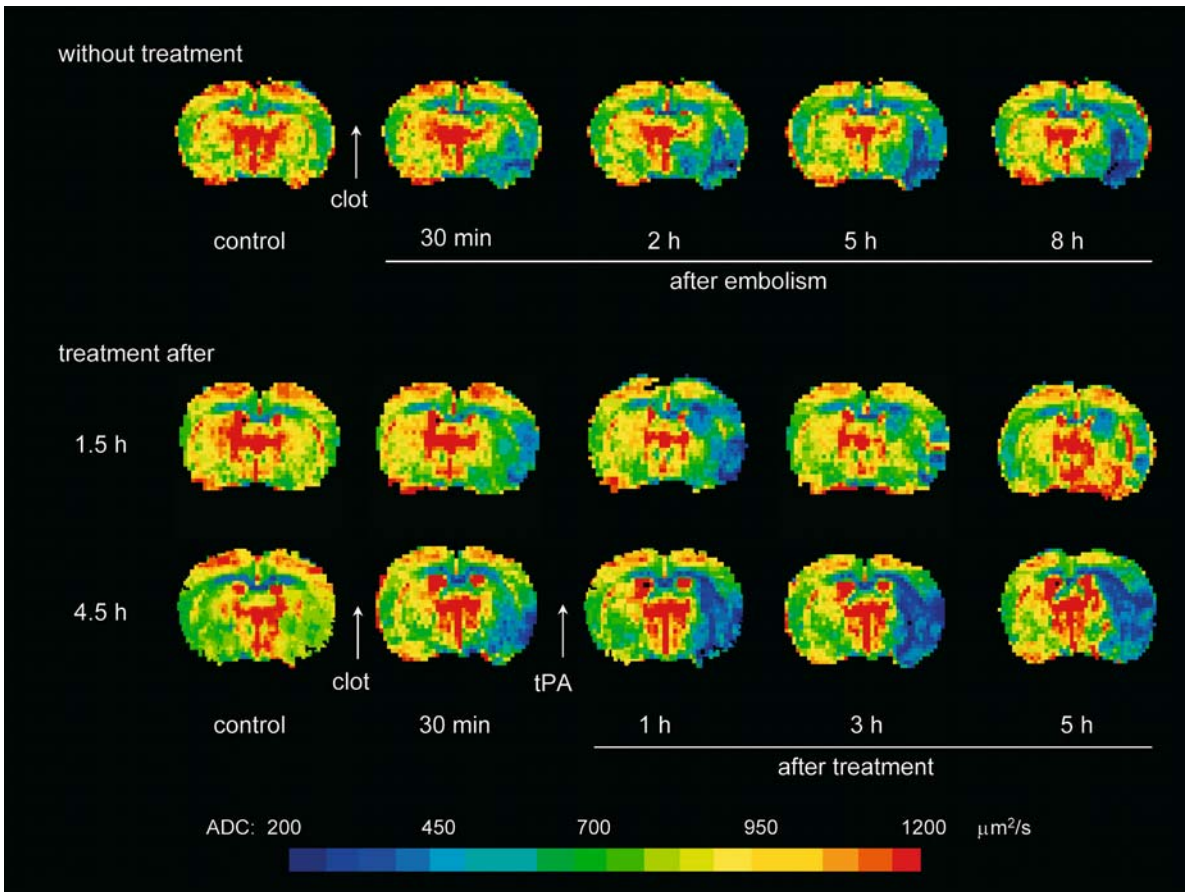 without treatment
clot
control 30 min 2 h 5 h 8 h
after embolism
treatment after
1.5 h
4.5 h
clot tPA
control 30 min 1 h 3 h 5 h
after treatment
ADC: 200 450 700 950 1200 μm²/s